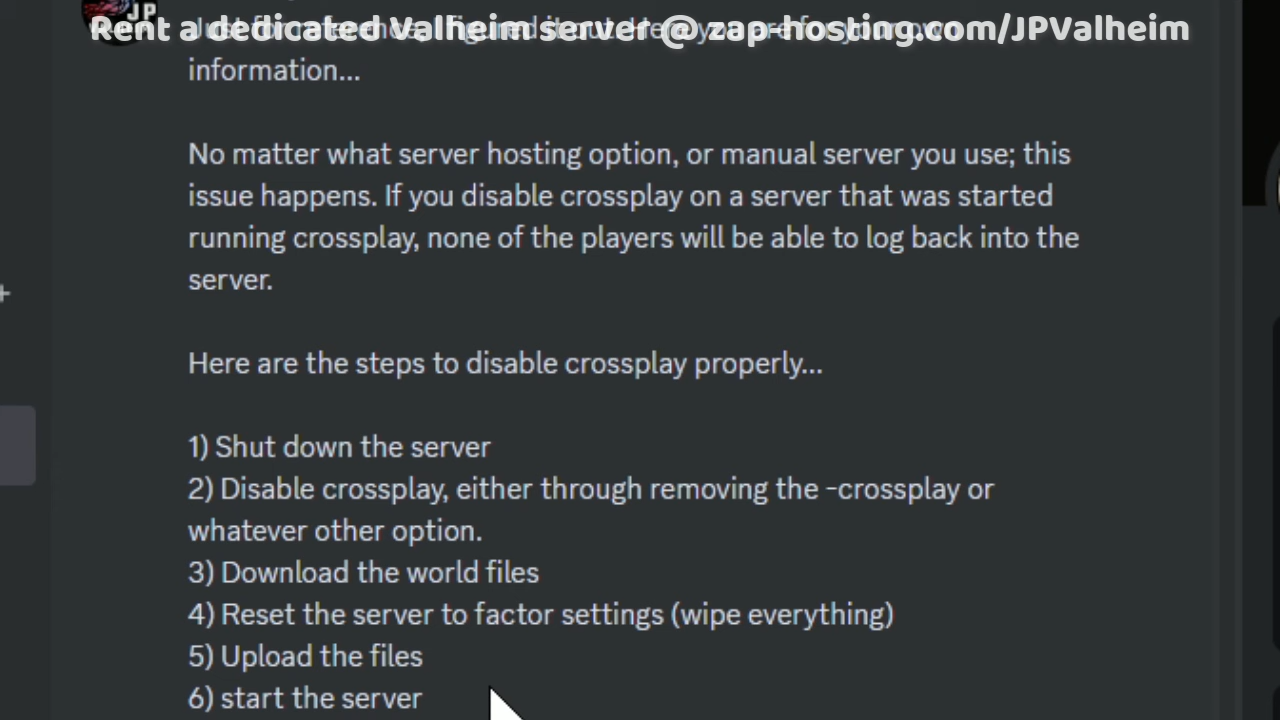 JP
Rent a dedicated Valheim server @ zap-hosting.com/JPValheim
information...
No matter what server hosting option, or manual server you use; this
issue happens. If you disable crossplay on a server that was started
running crossplay, none of the players will be able to log back into the
server.
Here are the steps to disable crossplay properly...
1) Shut down the server
2) Disable crossplay, either through removing the -crossplay or
whatever other option.
3) Download the world files
4) Reset the server to factor settings (wipe everything)
5) Upload the files
6) start the server